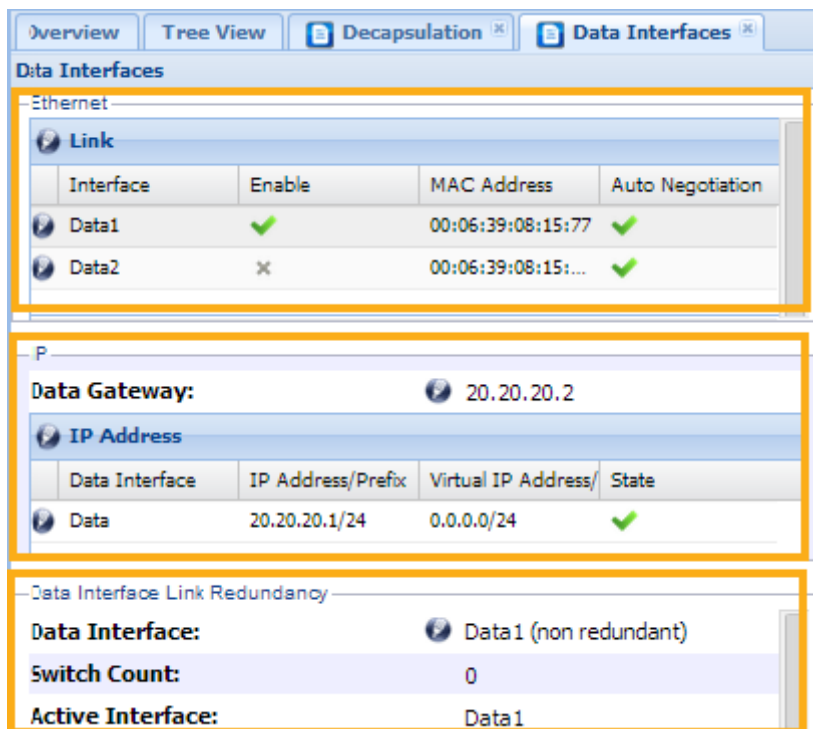 Overview Tree View Decapsulation Data Interfaces
Data Interfaces
Ethernet
Link
Interface Enable MAC Address Auto Negotiation
Data1 00:06:39:08:15:77
Data2 00:06:39:08:15:...
IP
Data Gateway: 20.20.20.2
IP Address
Data Interface IP Address/Prefix Virtual IP Address/ State
Data 20.20.20.1/24 0.0.0.0/24
Data Interface Link Redundancy
Data Interface: Data1 (non redundant)
Switch Count: 0
Active Interface: Data1